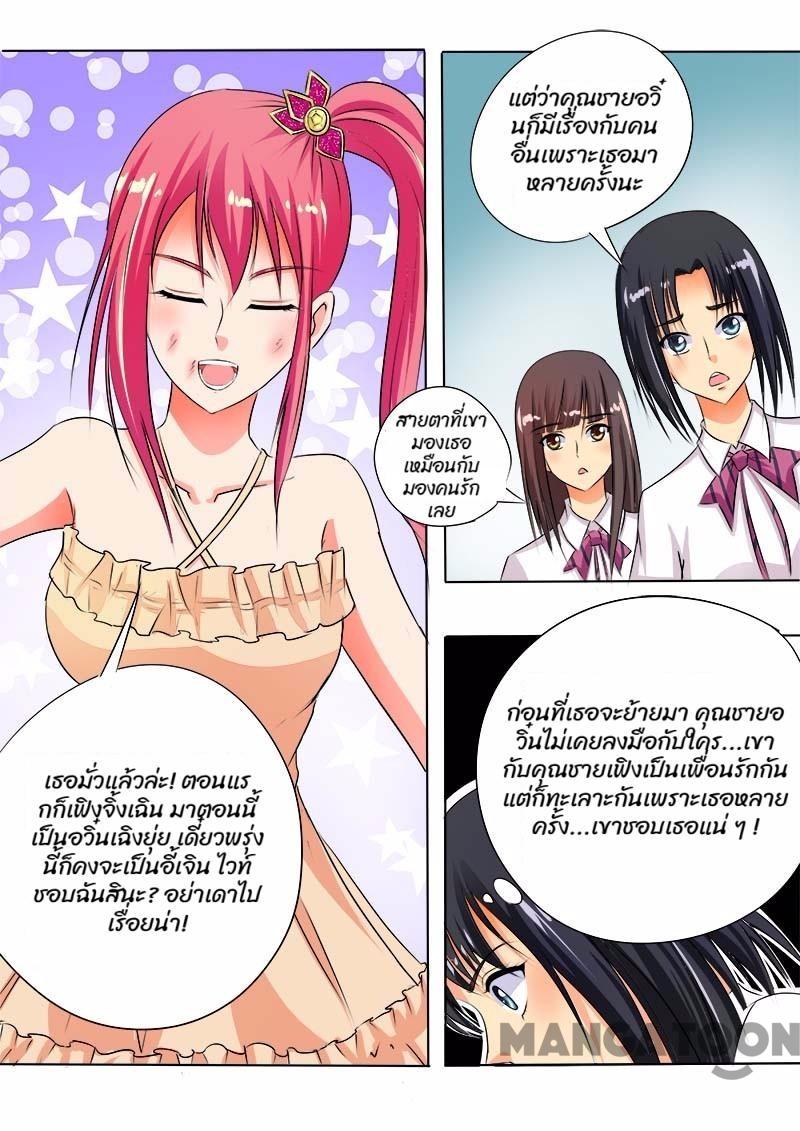 แต่ว่าคุณชายอวิ๋
นก็มีเรื่องกับคน
อื่นเพราะเธอมา
หลายครั้งนะ
สายตาที่เขา
มองเธอ
เหมือนกับ
มองคนรัก
เลย
เธอมั่วแล้วล่ะ! ตอนแร
กก็เฟิงจิ้งเฉิน มาตอนนี้
เป็นอวิ๋นเฉิงยุ่ย เดี๋ยวพรุ่ง
นี้ก็คงจะเป็นอี้เจิน ไวท์
ชอบฉันสินะ? อย่าเดาไป
เรื่อยน่า!
ก่อนที่เธอจะย้ายมา คุณชายอ
วิ๋นไม่เคยลงมือกับใคร...เขา
กับคุณชายเฟิงเป็นเพื่อนรักกัน
แต่ก็ทะเลาะกันเพราะเธอหลาย
ครั้ง...เขาชอบเธอแน่ ๆ !
MANGATOON